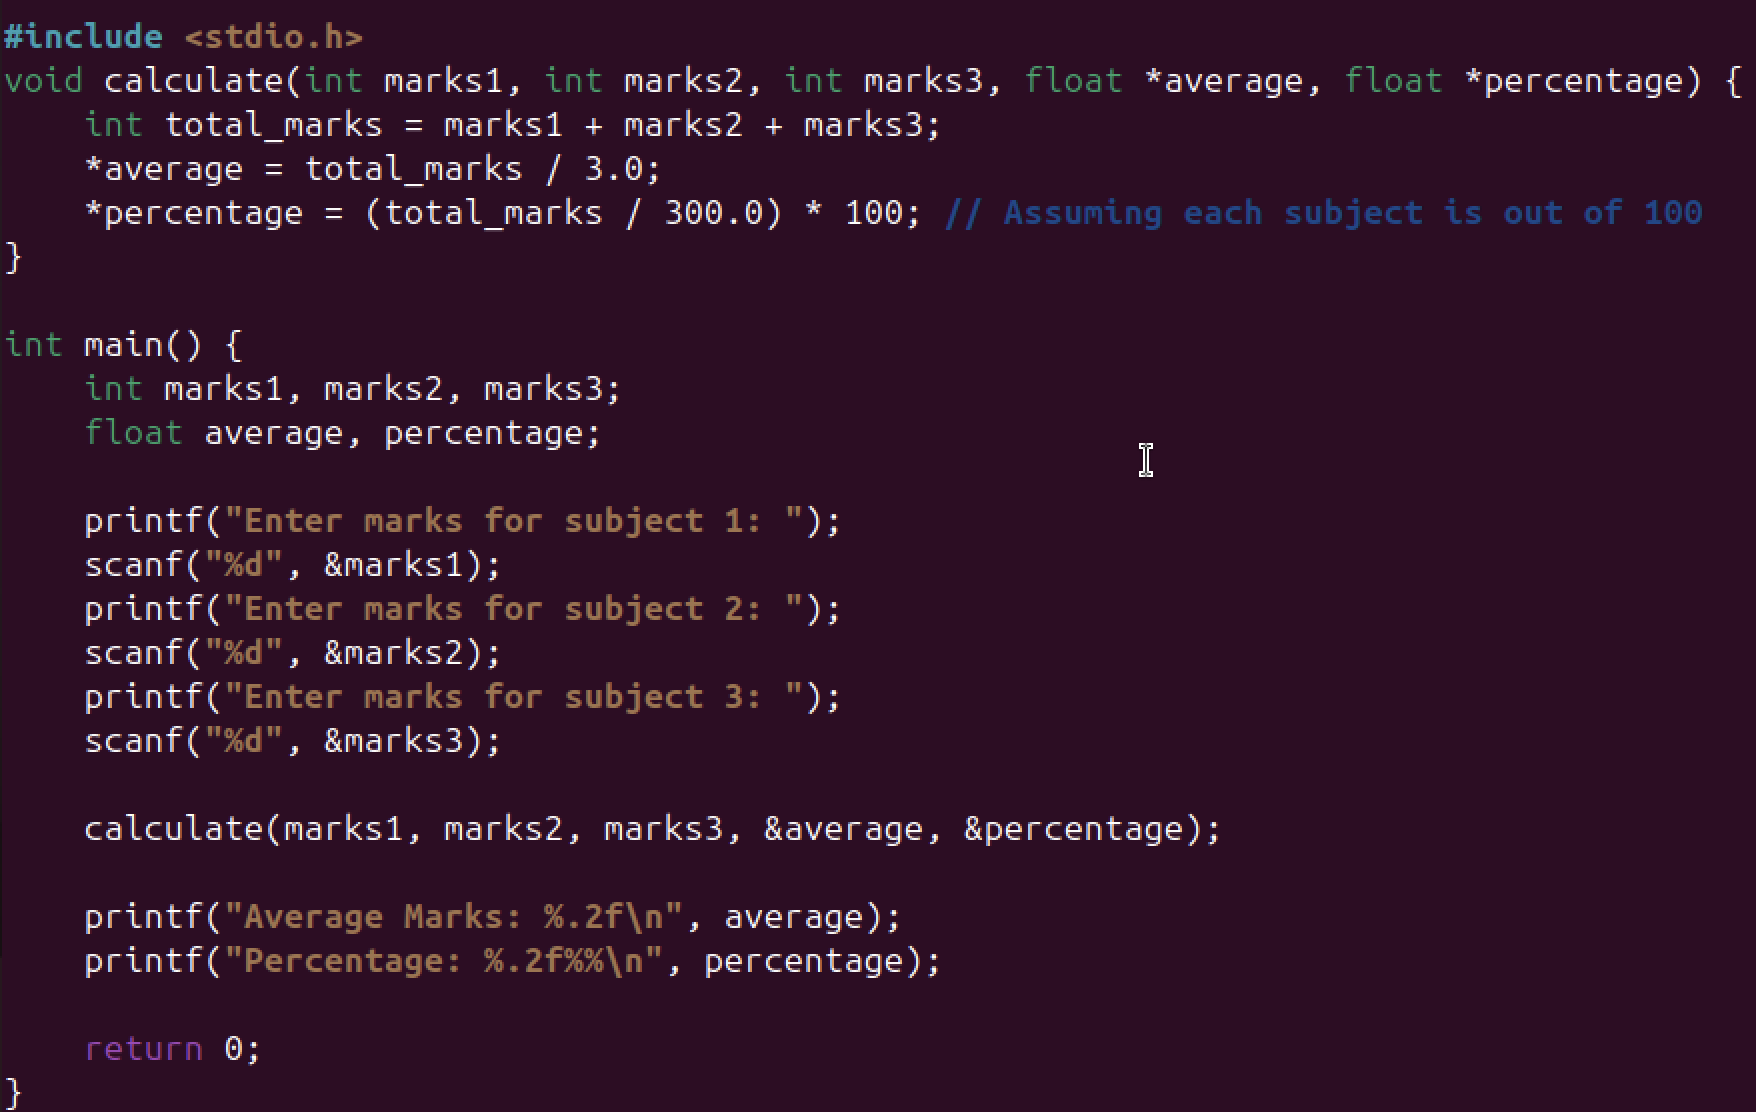 #include <stdio.h>
void calculate(int marks1, int marks2, int marks3, float *average, float *percentage) {
    int total_marks = marks1 + marks2 + marks3;
    *average = total_marks / 3.0;
    *percentage = (total_marks / 300.0) * 100; // Assuming each subject is out of 100
}

int main() {
    int marks1, marks2, marks3;
    float average, percentage;

    printf("Enter marks for subject 1: ");
    scanf("%d", &marks1);
    printf("Enter marks for subject 2: ");
    scanf("%d", &marks2);
    printf("Enter marks for subject 3: ");
    scanf("%d", &marks3);

    calculate(marks1, marks2, marks3, &average, &percentage);

    printf("Average Marks: %.2f\n", average);
    printf("Percentage: %.2f%%\n", percentage);

    return 0;
}